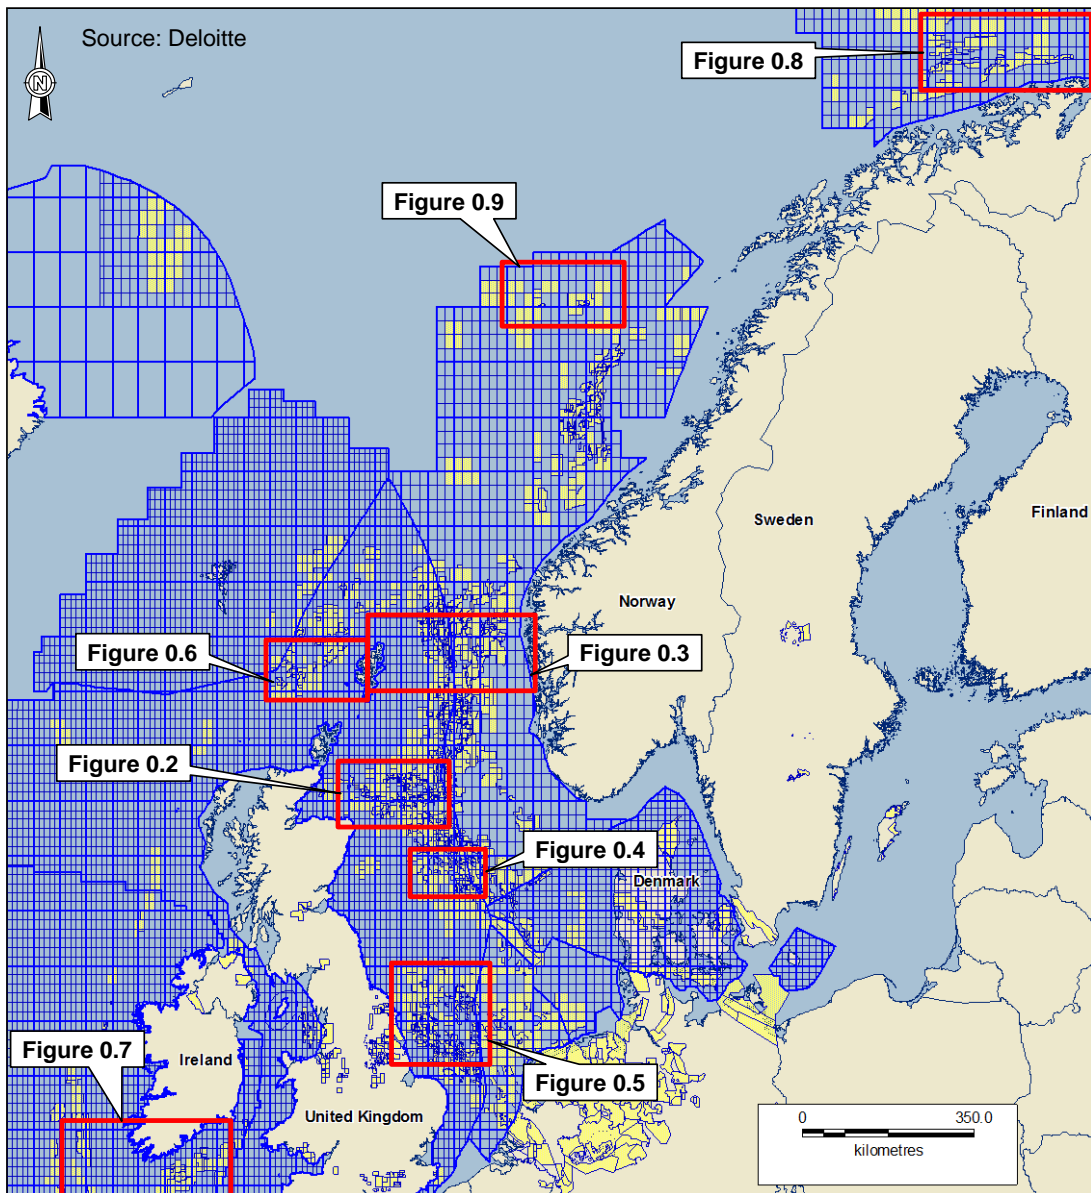 Source: Deloitte
N
Figure 0.8
Figure 0.9
Sweden
Finland
Norway
Figure 0.6
Figure 0.3
Figure 0.2
Figure 0.4
Denmark
Figure 0.7
Ireland
Figure 0.5
United Kingdom
0 350.0
kilometres